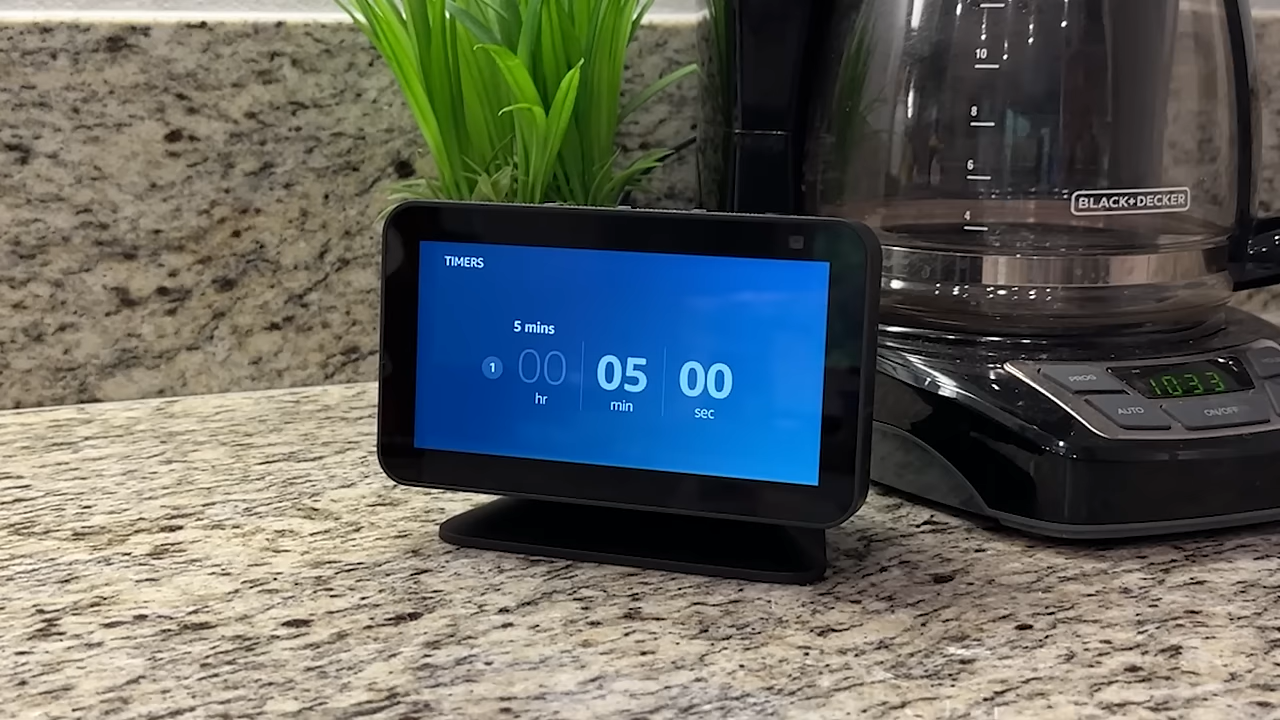 TIMERS
5 mins
1 00 05 00
hr min sec
10
8
6
4
BLACK+DECKER
PROG
10:33
AUTO
ON/OFF